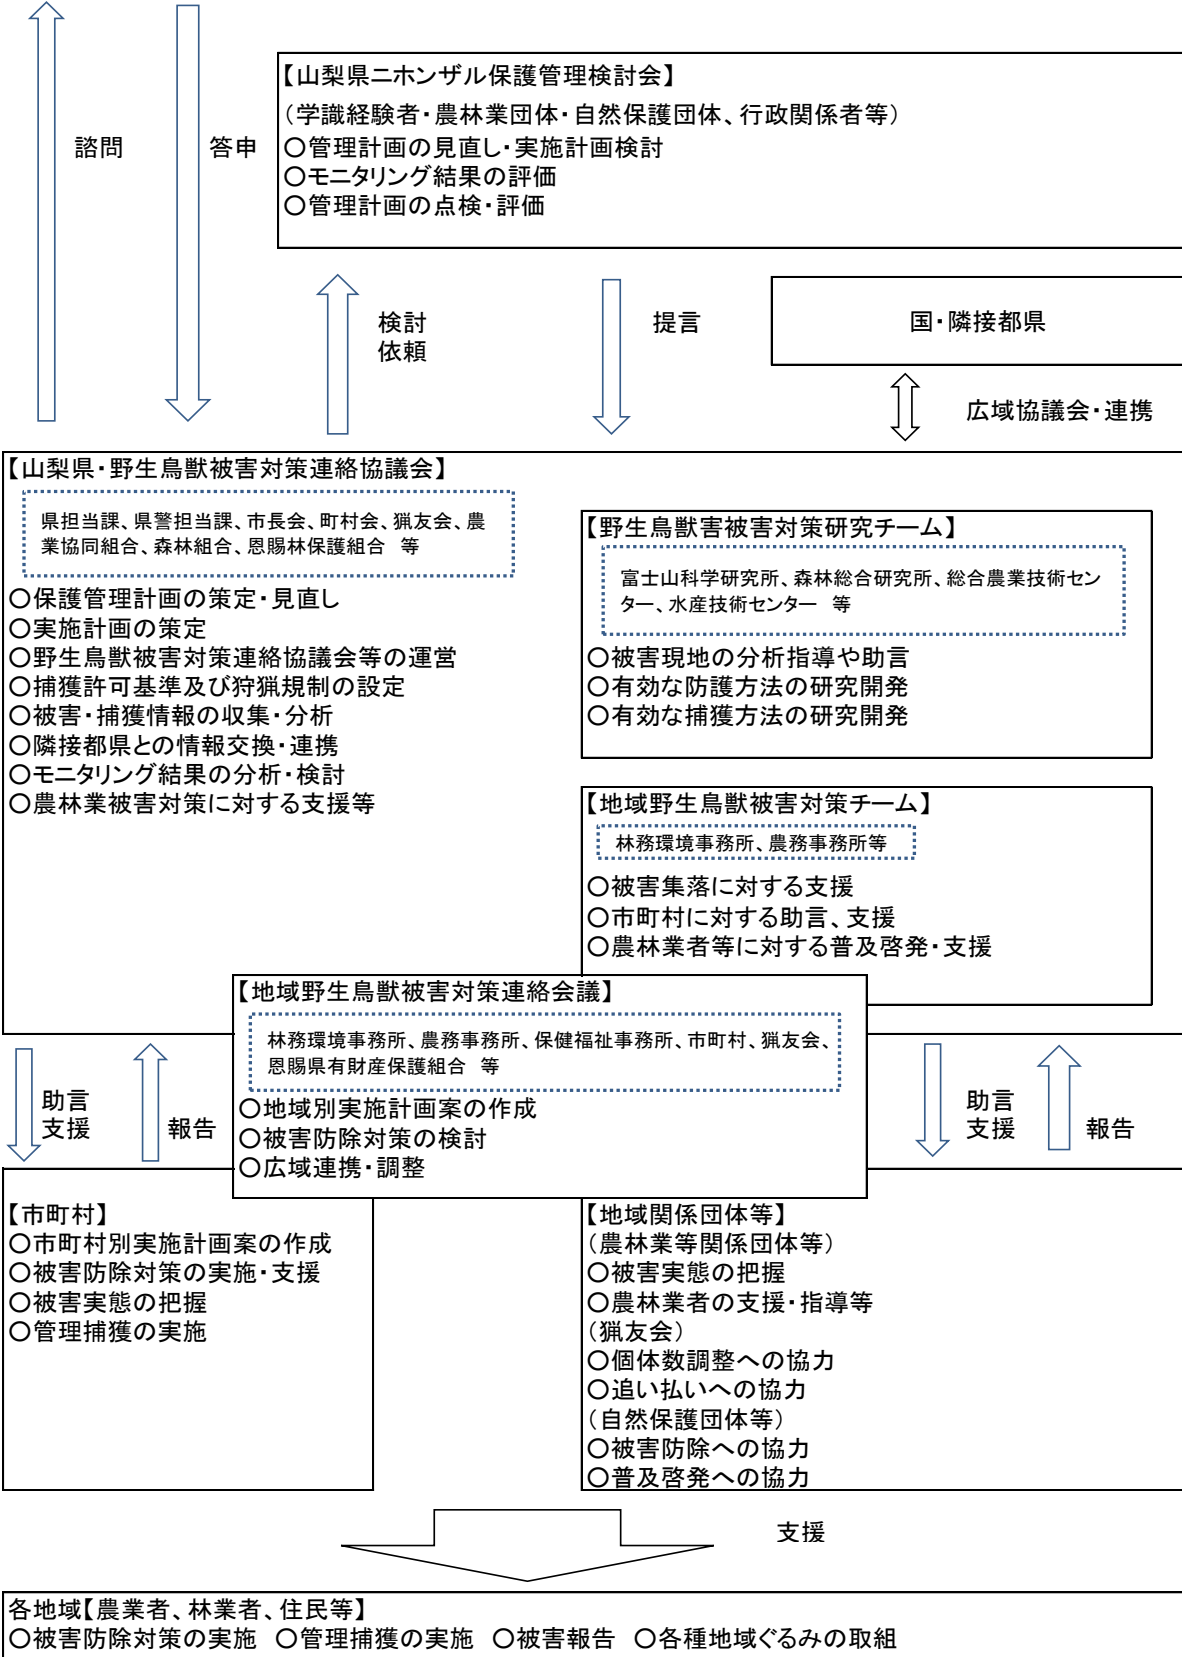 【山梨県ニホンザル保護管理検討会】
（学識経験者・農林業団体・自然保護団体、行政関係者等）
○管理計画の見直し・実施計画検討
○モニタリング結果の評価
○管理計画の点検・評価
諮問
答申
検討
依頼
提言
国・隣接都県
広域協議会・連携
【山梨県・野生鳥獣被害対策連絡協議会】
県担当課、県警担当課、市長会、町村会、猟友会、農
業協同組合、森林組合、恩賜林保護組合　等
○保護管理計画の策定・見直し
○実施計画の策定
○野生鳥獣被害対策連絡協議会等の運営
○捕獲許可基準及び狩猟規制の設定
○被害・捕獲情報の収集・分析
○隣接都県との情報交換・連携
○モニタリング結果の分析・検討
○農林業被害対策に対する支援等
【野生鳥獣害被害対策研究チーム】
富士山科学研究所、森林総合研究所、総合農業技術セン
ター、水産技術センター　等
○被害現地の分析指導や助言
○有効な防護方法の研究開発
○有効な捕獲方法の研究開発
【地域野生鳥獣被害対策チーム】
林務環境事務所、農務事務所等
○被害集落に対する支援
○市町村に対する助言、支援
○農林業者等に対する普及啓発・支援
【地域野生鳥獣被害対策連絡会議】
林務環境事務所、農務事務所、保健福祉事務所、市町村、猟友会、
恩賜県有財産保護組合　等
○地域別実施計画案の作成
○被害防除対策の検討
○広域連携・調整
助言
支援
報告
助言
支援
報告
【市町村】
○市町村別実施計画案の作成
○被害防除対策の実施・支援
○被害実態の把握
○管理捕獲の実施
【地域関係団体等】
（農林業等関係団体等）
○被害実態の把握
○農林業者の支援・指導等
（猟友会）
○個体数調整への協力
○追い払いへの協力
（自然保護団体等）
○被害防除への協力
○普及啓発への協力
支援
各地域【農業者、林業者、住民等】
○被害防除対策の実施　○管理捕獲の実施　○被害報告　○各種地域ぐるみの取組